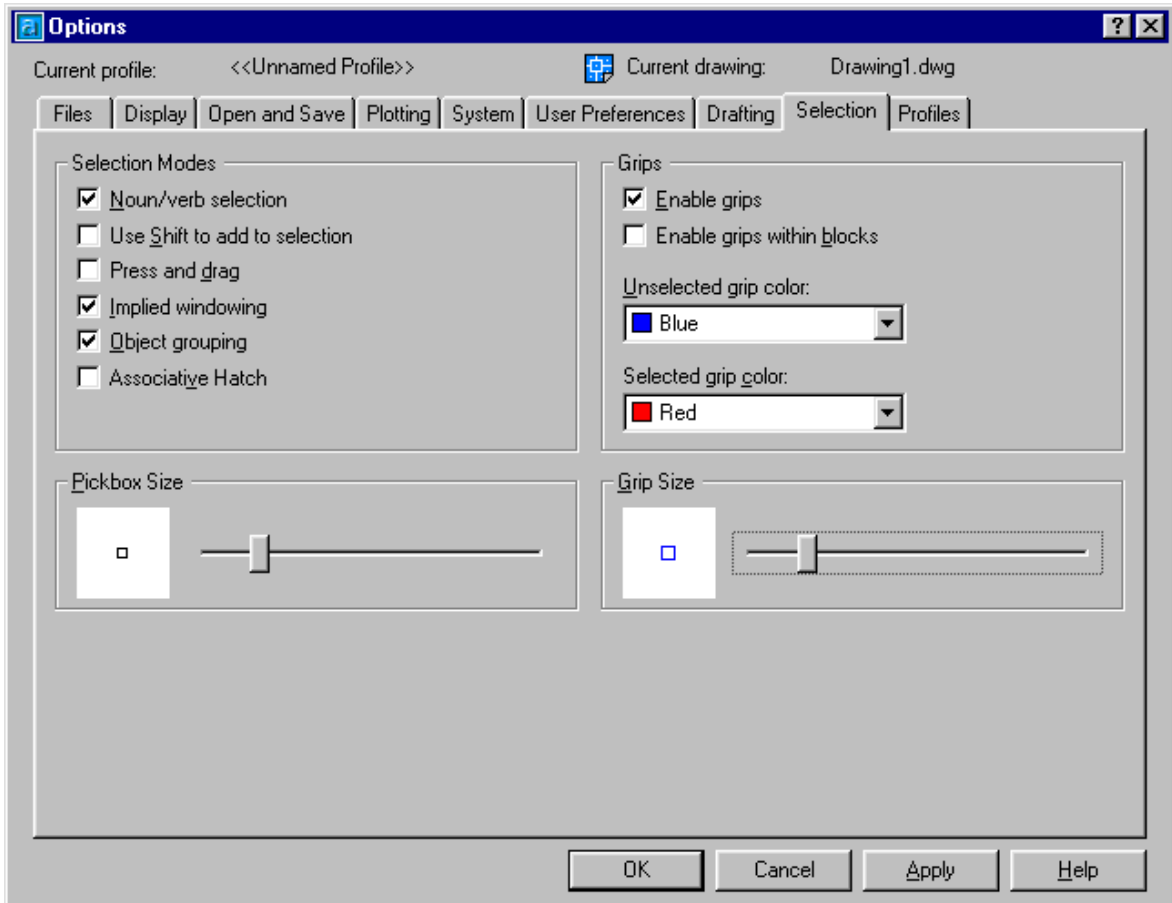 Options
Current profile: <<Unnamed Profile>> Current drawing: Drawing1.dwg
Files Display Open and Save Plotting System User Preferences Drafting Selection Profiles
Selection Modes
Noun/verb selection
Use Shift to add to selection
Press and drag
Implied windowing
Object grouping
Associative Hatch
Grips
Enable grips
Enable grips within blocks
Unselected grip color:
Blue
Selected grip color:
Red
Pickbox Size
Grip Size
OK Cancel Apply Help